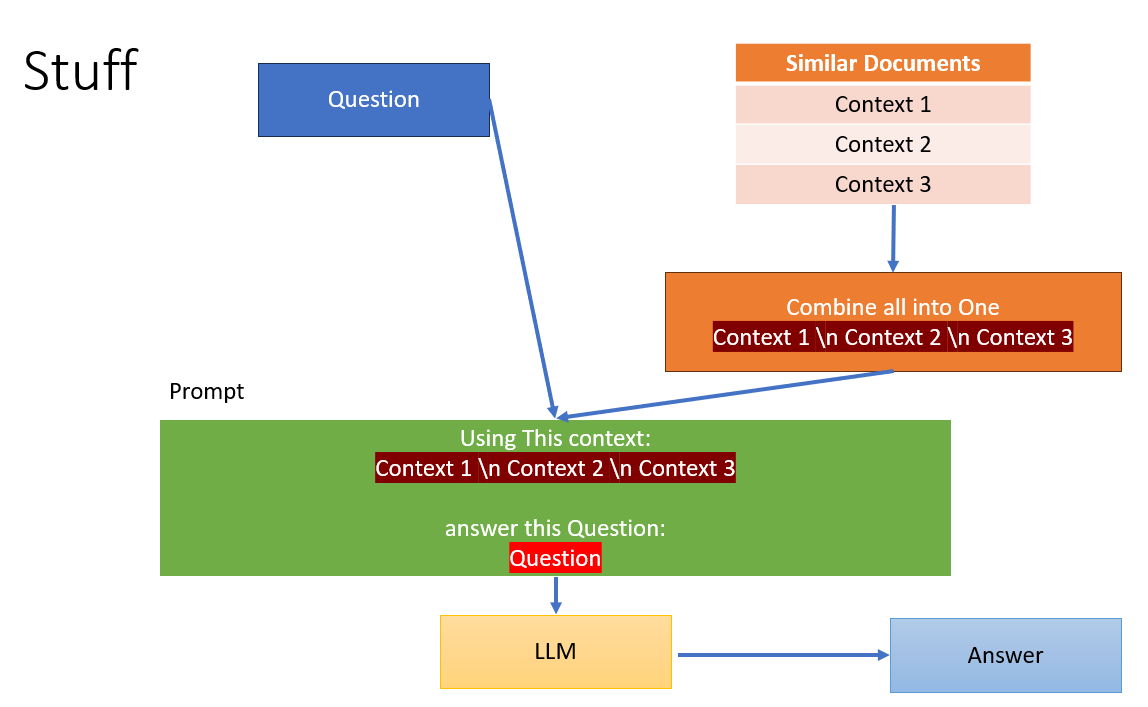 Stuff
Question
Similar Documents
Context 1
Context 2
Context 3
Combine all into One
Context 1 \n Context 2 \n Context 3
Prompt
Using This context:
Context 1 \n Context 2 \n Context 3
answer this Question:
Question
LLM
Answer